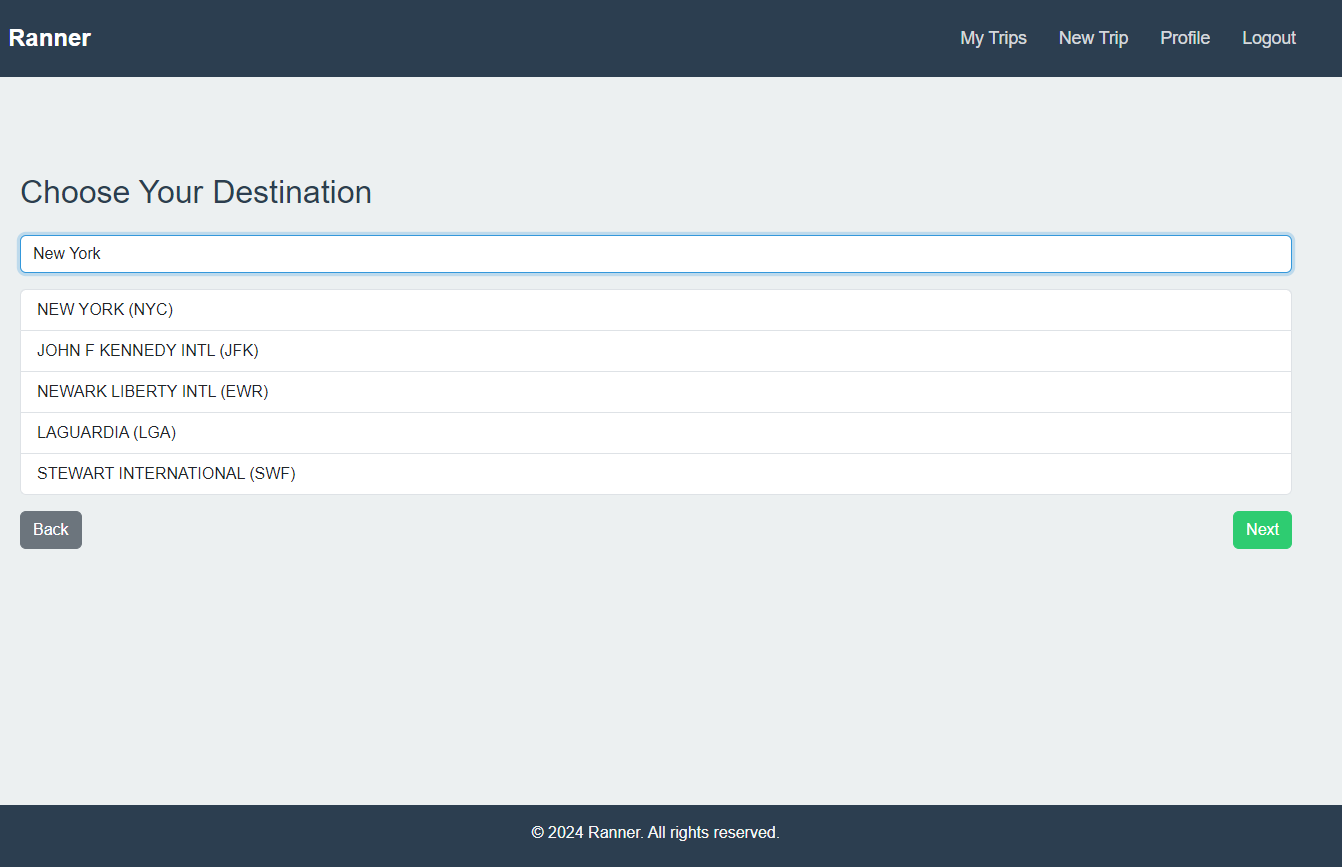 Ranner
My Trips New Trip Profile Logout
Choose Your Destination
New York
NEW YORK (NYC)
JOHN F KENNEDY INTL (JFK)
NEWARK LIBERTY INTL (EWR)
LAGUARDIA (LGA)
STEWART INTERNATIONAL (SWF)
Back Next
© 2024 Ranner. All rights reserved.